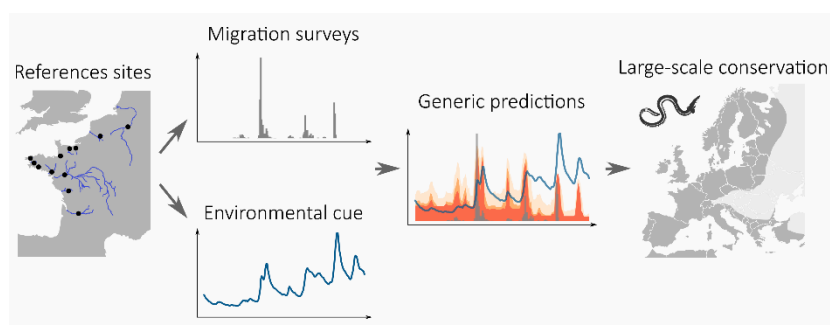 References sites
Migration surveys
Environmental cue
Generic predictions
Large-scale conservation